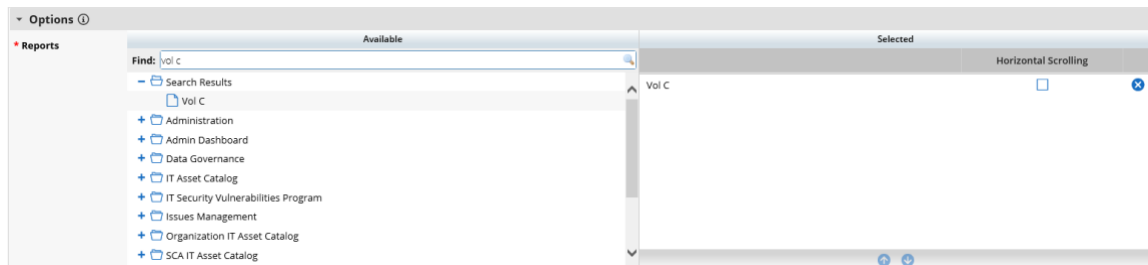 Options
* Reports
Available
Find: vol c
Search Results
Vol C
Administration
Admin Dashboard
Data Governance
IT Asset Catalog
IT Security Vulnerabilities Program
Issues Management
Organization IT Asset Catalog
SCA IT Asset Catalog
Selected
Horizontal Scrolling
Vol C